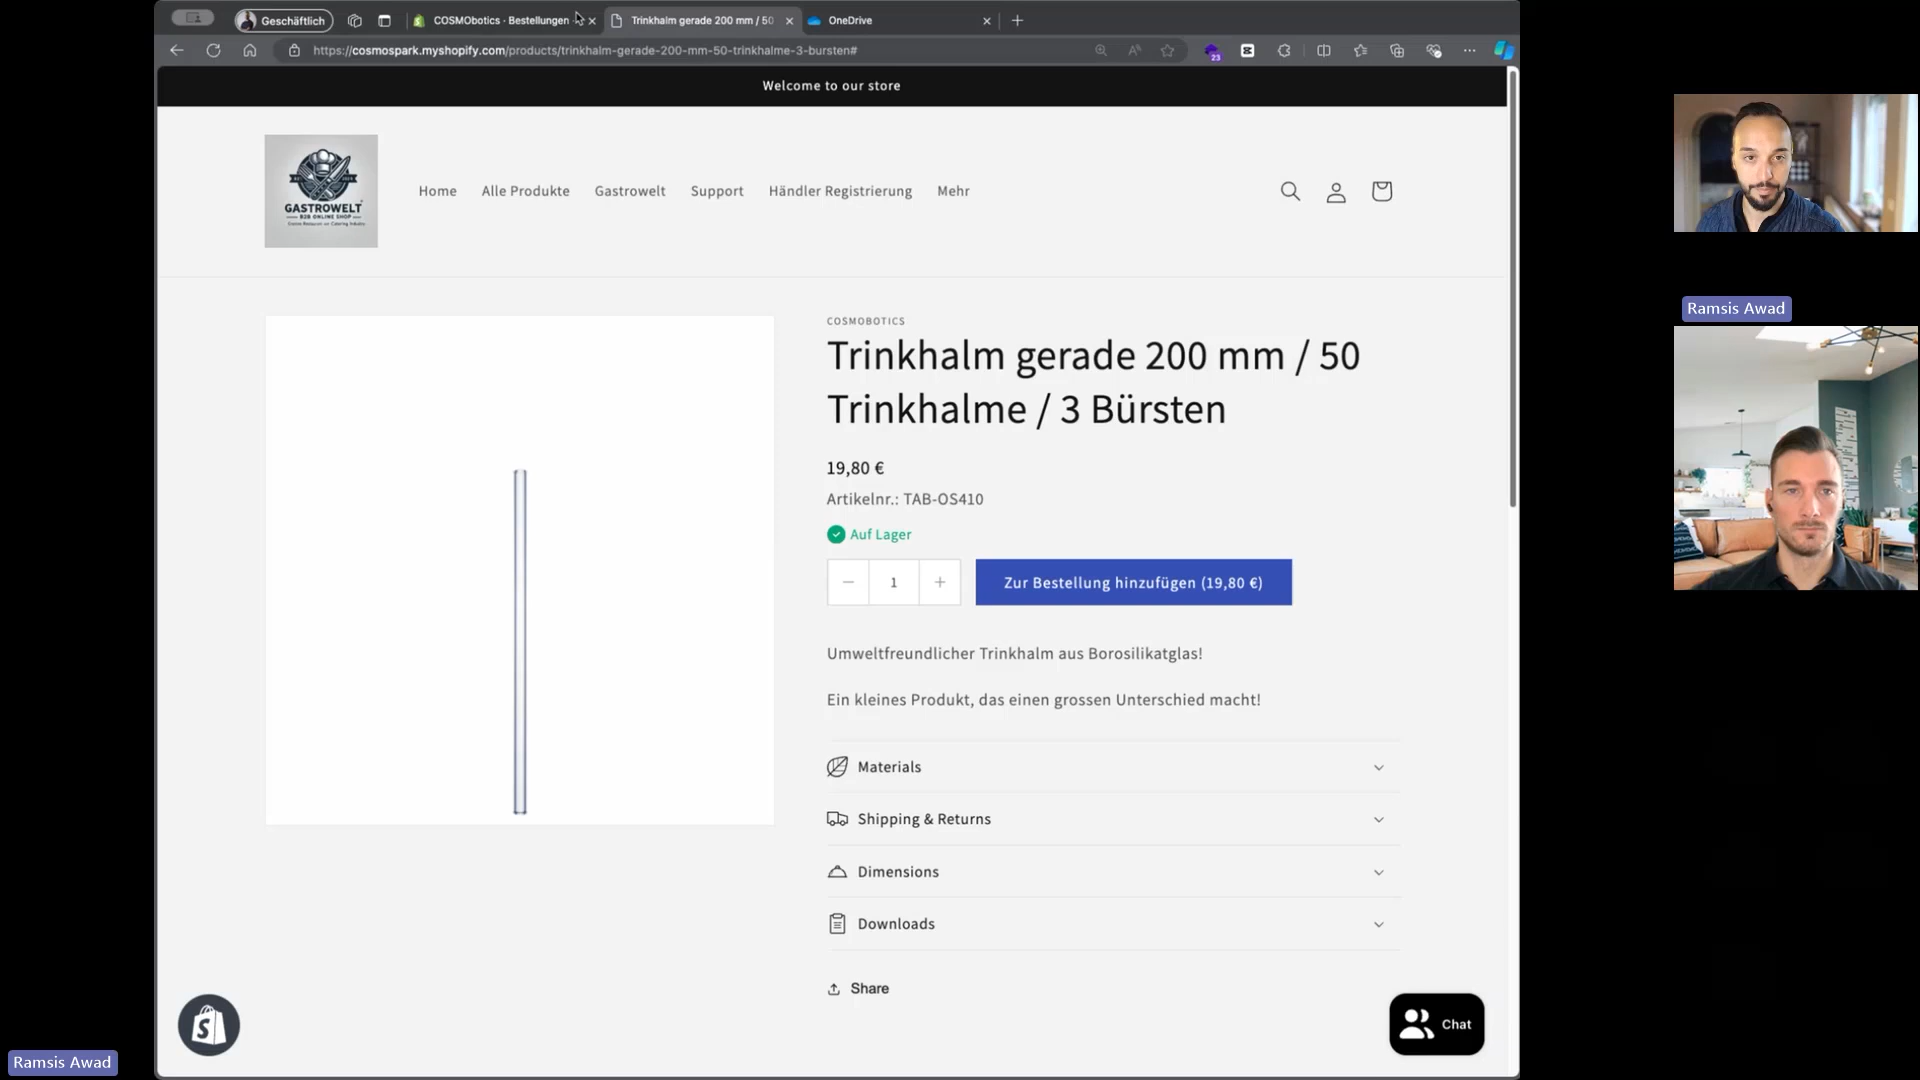 Geschäftlich
COSMObotics · Bestellungen
Trinkhalm gerade 200 mm / 50
OneDrive
https://cosmospark.myshopify.com/products/trinkhalm-gerade-200-mm-50-trinkhalme-3-bursten#
23
Welcome to our store
GASTROWELT
B2B ONLINE SHOP
Home
Alle Produkte
Gastrowelt
Support
Händler Registrierung
Mehr
COSMOBOTICS
Trinkhalm gerade 200 mm / 50
Trinkhalme / 3 Bürsten
19,80 €
Artikelnr.: TAB-OS410
Auf Lager
1
Zur Bestellung hinzufügen (19,80 €)
Umweltfreundlicher Trinkhalm aus Borosilikatglas!
Ein kleines Produkt, das einen grossen Unterschied macht!
Materials
Shipping & Returns
Dimensions
Downloads
Share
Chat
Ramsis Awad
Ramsis Awad